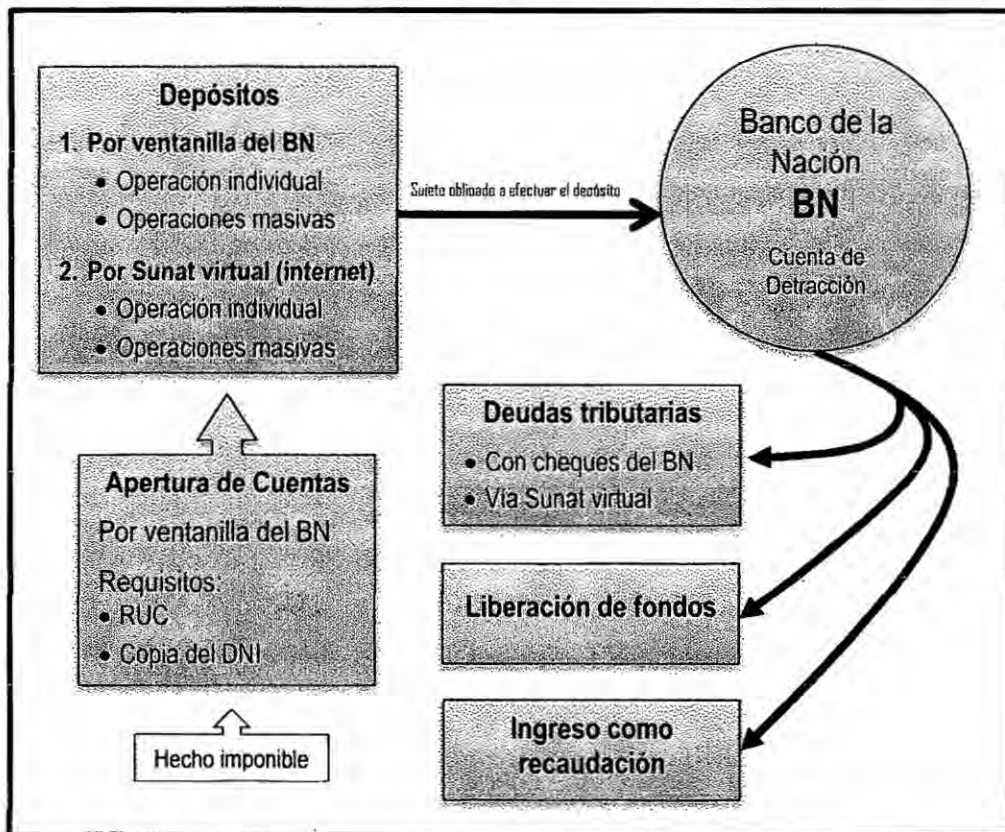 Depósitos
1. Por ventanilla del BN
• Operación individual
• Operaciones masivas
2. Por Sunat virtual (internet)
• Operación individual
• Operaciones masivas
Sujeto obligado a efectuar el depósito
Banco de la
Nación
BN
Cuenta de
Detracción
Apertura de Cuentas
Por ventanilla del BN
Requisitos:
• RUC
• Copia del DNI
Hecho imponible
Deudas tributarias
• Con cheques del BN
• Vía Sunat virtual
Liberación de fondos
Ingreso como
recaudación